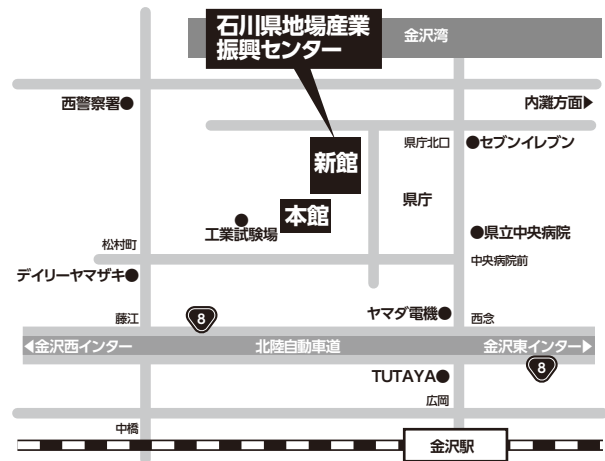 石川県地場産業
振興センター
金沢湾
西警察署
内灘方面
県庁北口
セブンイレブン
新館
県庁
本館
工業試験場
県立中央病院
松村町
中央病院前
デイリーヤマザキ
藤江
8
ヤマダ電機
西念
金沢西インター
北陸自動車道
金沢東インター
8
TUTAYA
広岡
中橋
金沢駅